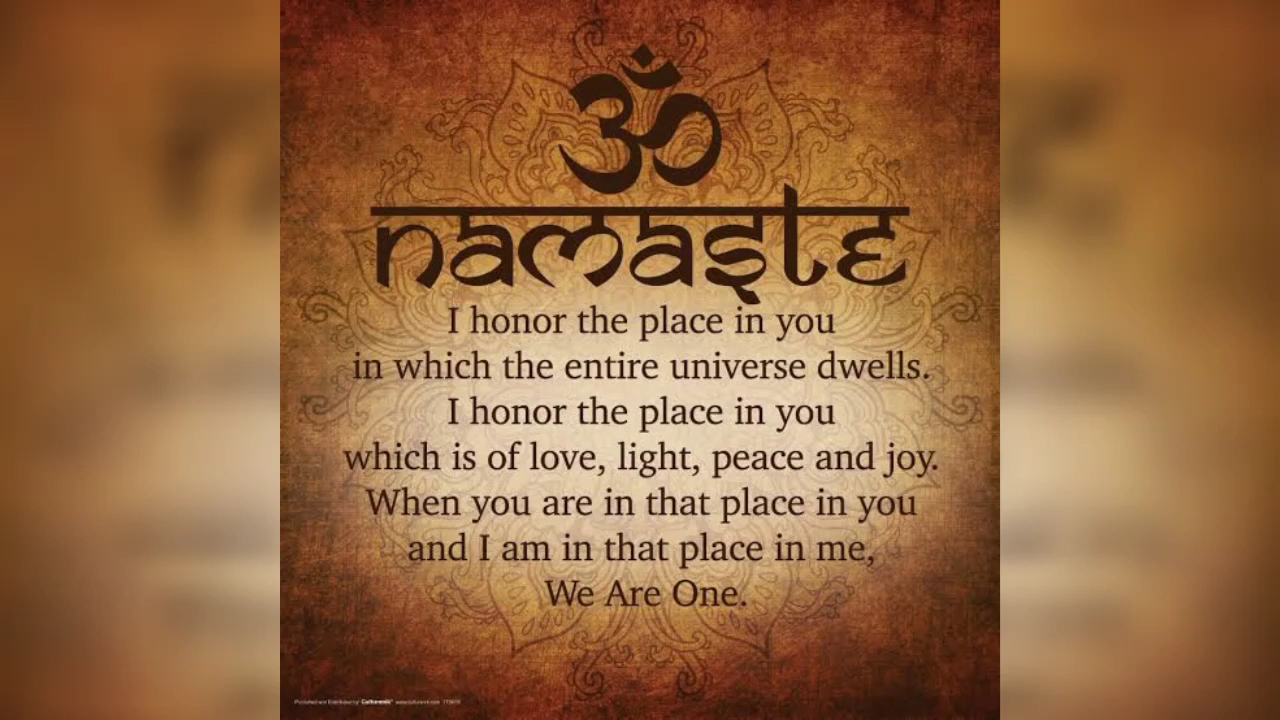 ॐ
namaste
I honor the place in you
in which the entire universe dwells.
I honor the place in you
which is of love, light, peace and joy.
When you are in that place in you
and I am in that place in me,
We Are One.